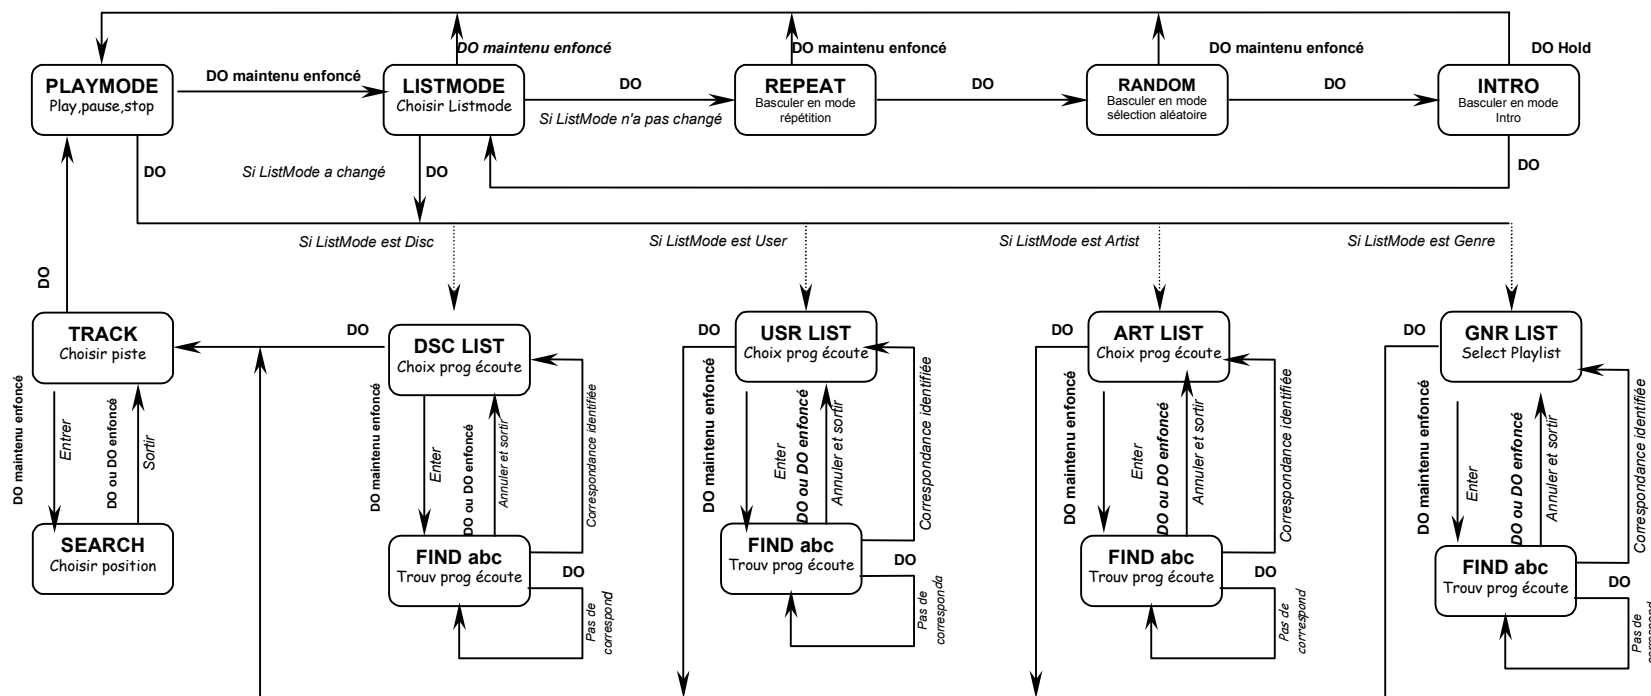 DO maintenu enfoncé
DO maintenu enfoncé
DO maintenu enfoncé
DO Hold
PLAYMODE
Play,pause,stop
DO maintenu enfoncé
LISTMODE
Choisir Listmode
DO
Si ListMode n'a pas changé
REPEAT
Basculer en mode
répétition
DO
RANDOM
Basculer en mode
sélection aléatoire
DO
INTRO
Basculer en mode
Intro
DO
Si ListMode a changé
DO
DO
Si ListMode est Disc
Si ListMode est User
Si ListMode est Artist
Si ListMode est Genre
DO
TRACK
Choisir piste
DO
DSC LIST
Choix prog écoute
DO
USR LIST
Choix prog écoute
DO
ART LIST
Choix prog écoute
DO
GNR LIST
Select Playlist
DO maintenu enfoncé
Entrer
DO ou DO enfoncé
Sortir
DO maintenu enfoncé
Enter
DO ou DO enfoncé
Annuler et sortir
Correspondance identifiée
DO maintenu enfoncé
Enter
DO ou DO enfoncé
Annuler et sortir
Correspondance identifiée
DO maintenu enfoncé
Enter
DO ou DO enfoncé
Annuler et sortir
Correspondance identifiée
DO maintenu enfoncé
Enter
DO ou DO enfoncé
Annuler et sortir
Correspondance identifiée
SEARCH
Choisir position
FIND abc
Trouv prog écoute
DO
Pas de
correspond
FIND abc
Trouv prog écoute
DO
Pas de
corresponda
FIND abc
Trouv prog écoute
DO
Pas de
correspond
FIND abc
Trouv prog écoute
DO
Pas de
correspond